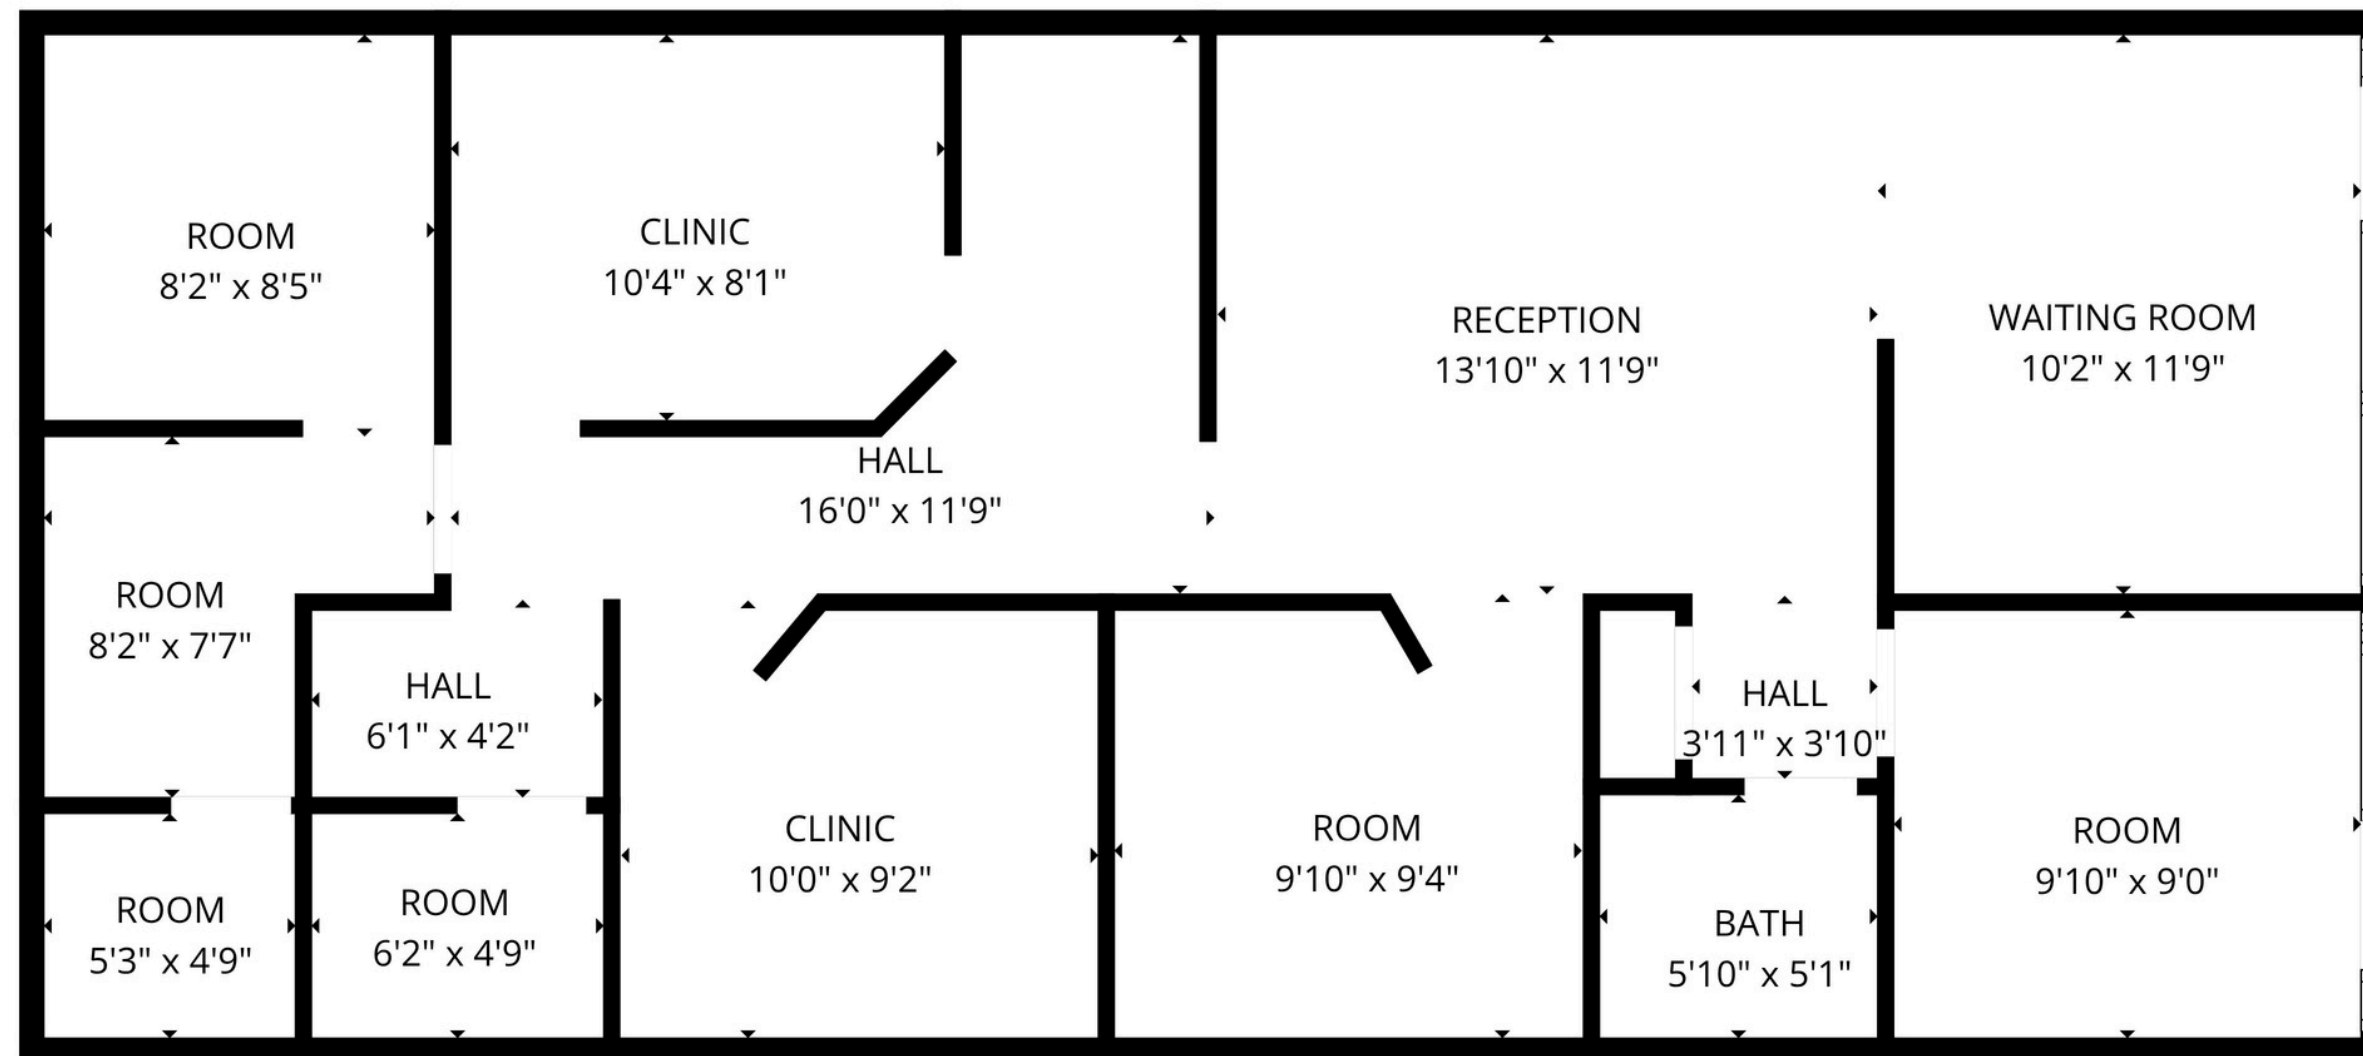 ROOM
8'2" x 8'5"
CLINIC
10'4" x 8'1"
RECEPTION
13'10" x 11'9"
WAITING ROOM
10'2" x 11'9"
HALL
16'0" x 11'9"
ROOM
8'2" x 7'7"
HALL
6'1" x 4'2"
HALL
3'11" x 3'10"
CLINIC
10'0" x 9'2"
ROOM
9'10" x 9'4"
ROOM
9'10" x 9'0"
ROOM
5'3" x 4'9"
ROOM
6'2" x 4'9"
BATH
5'10" x 5'1"